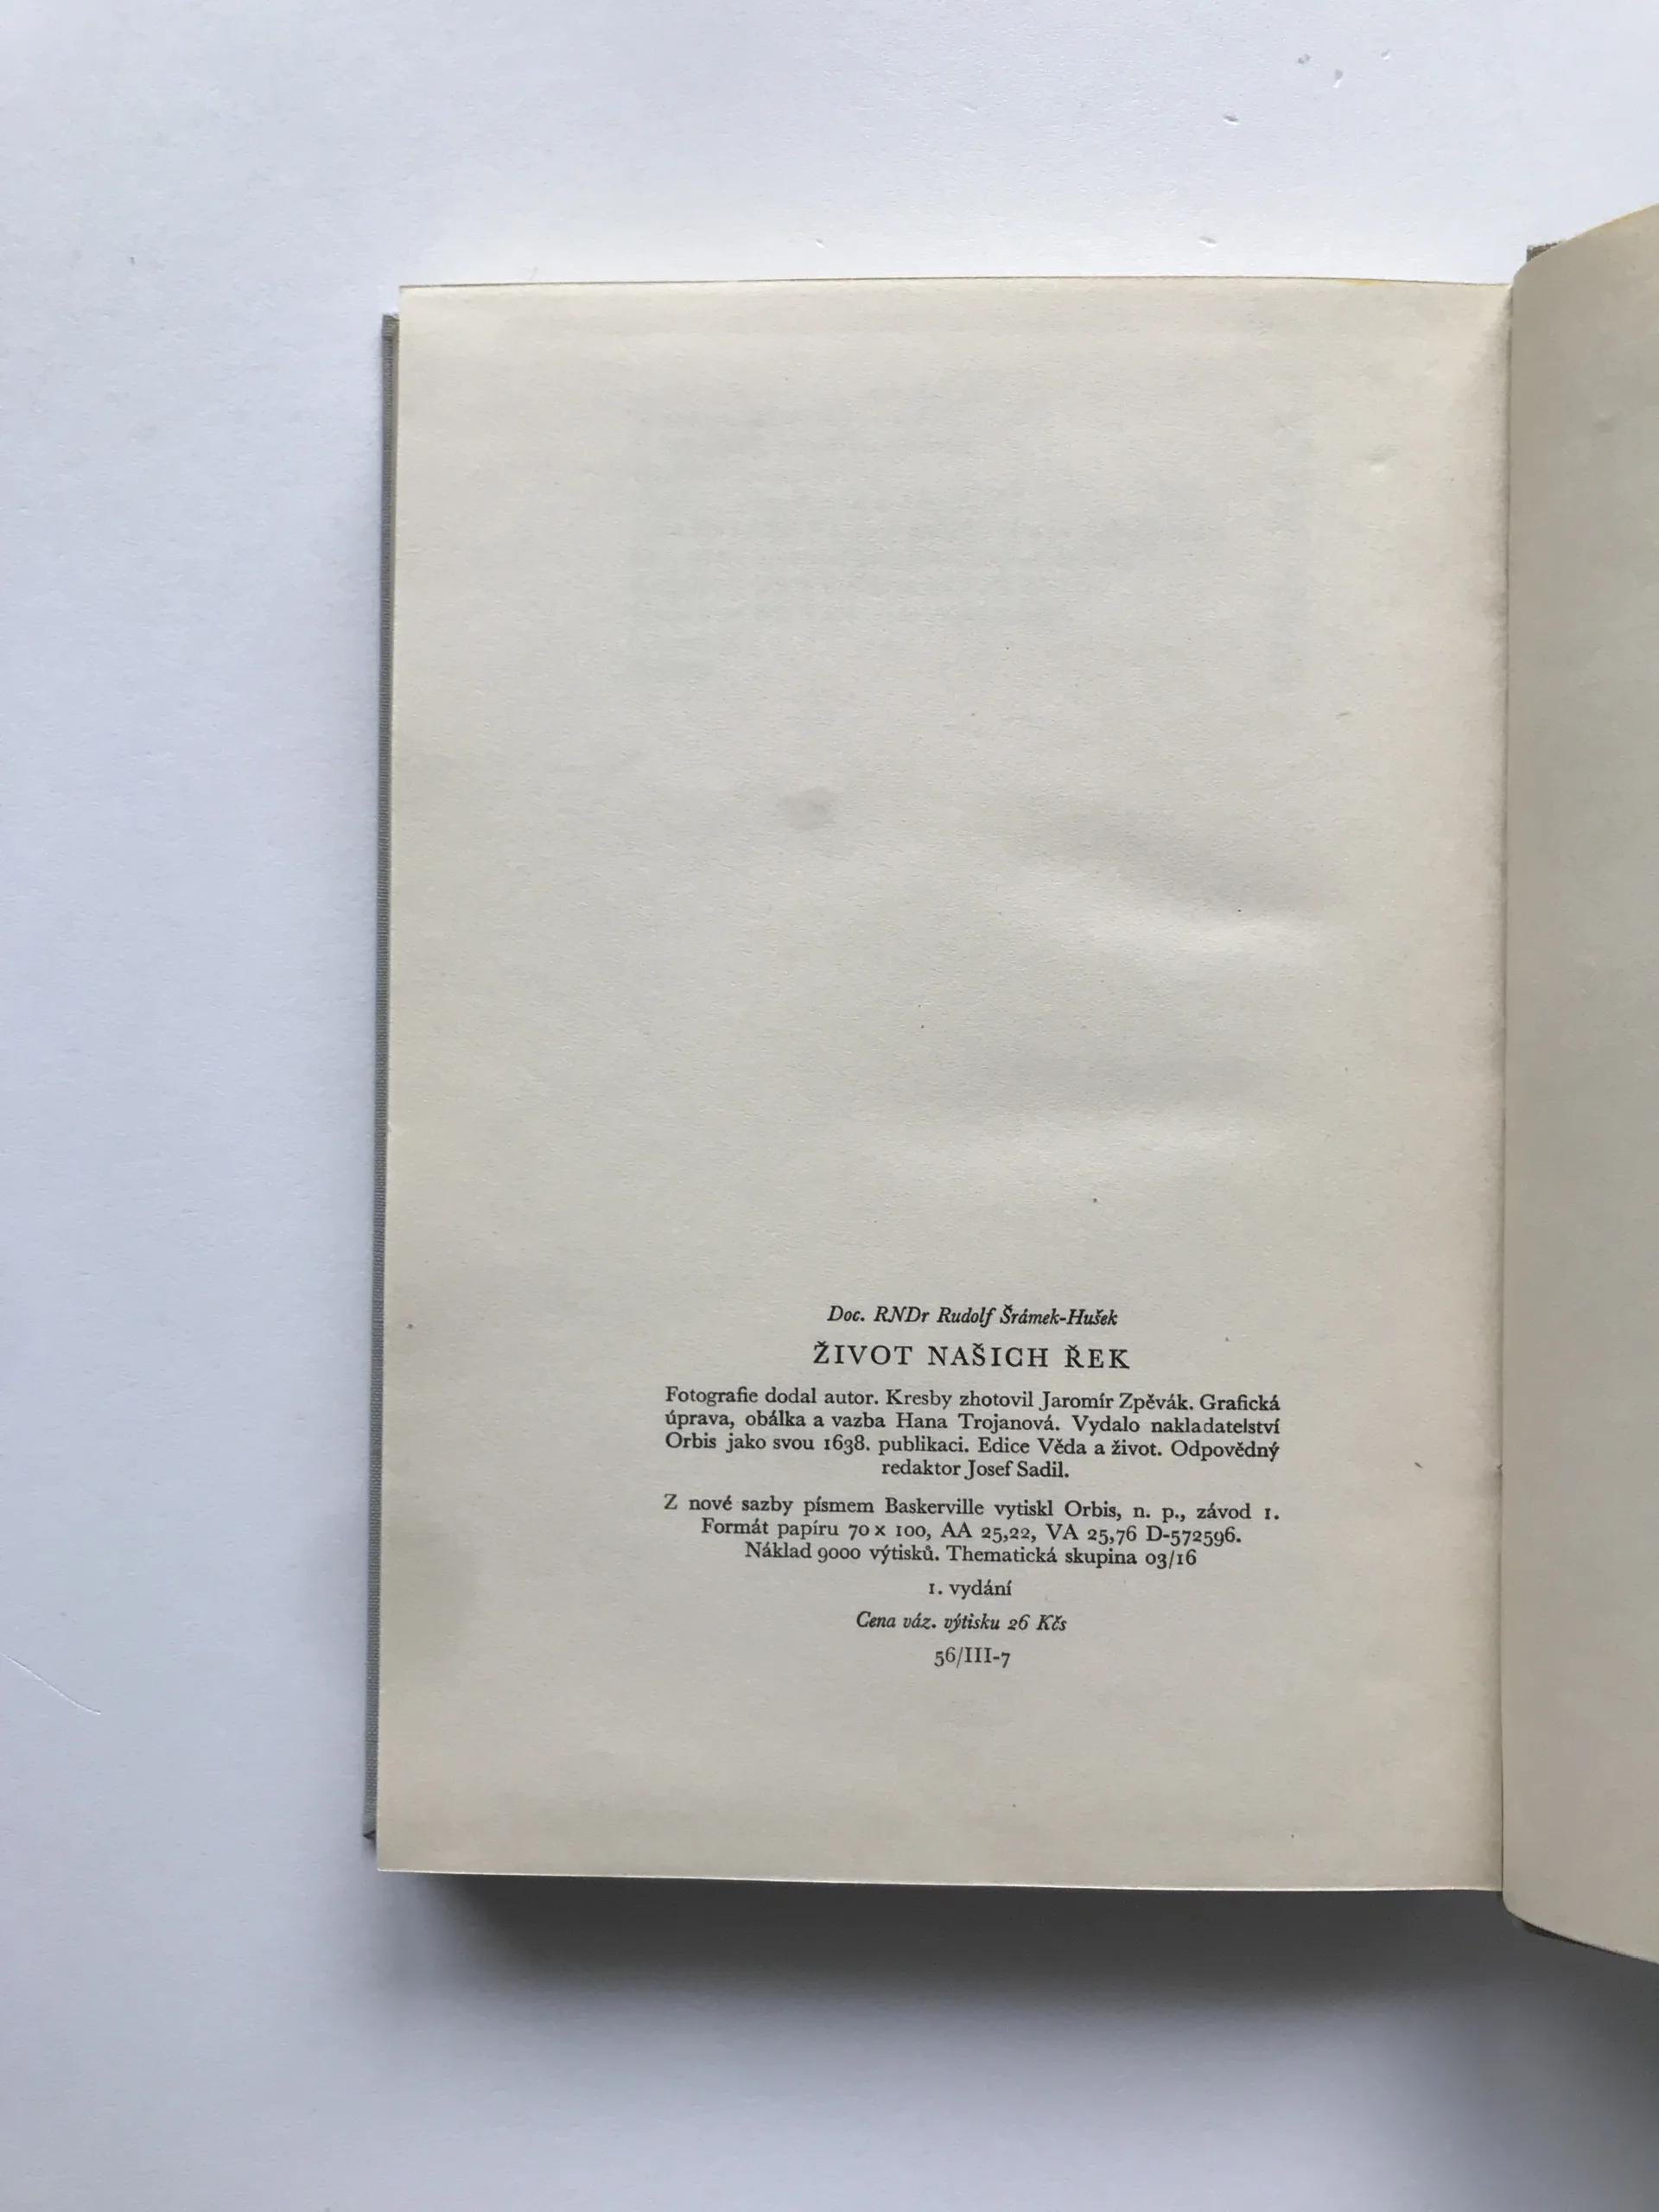 Doc. RNDr Rudolf Šrámek-Hušek
ŽIVOT NAŠICH ŘEK
Fotografie dodal autor. Kresby zhotovil Jaromír Zpěvák. Grafická
úprava, obálka a vazba Hana Trojanová. Vydalo nakladatelství
Orbis jako svou 1638. publikaci. Edice Věda a život. Odpovědný
redaktor Josef Sadil.
Z nové sazby písmem Baskerville vytiskl Orbis, n. p., závod 1.
Formát papíru 70 x 100, AA 25,22, VA 25,76 D-572596.
Náklad 9000 výtisků. Thematická skupina 03/16
1. vydání
Cena váz. výtisku 26 Kčs
56/III-7